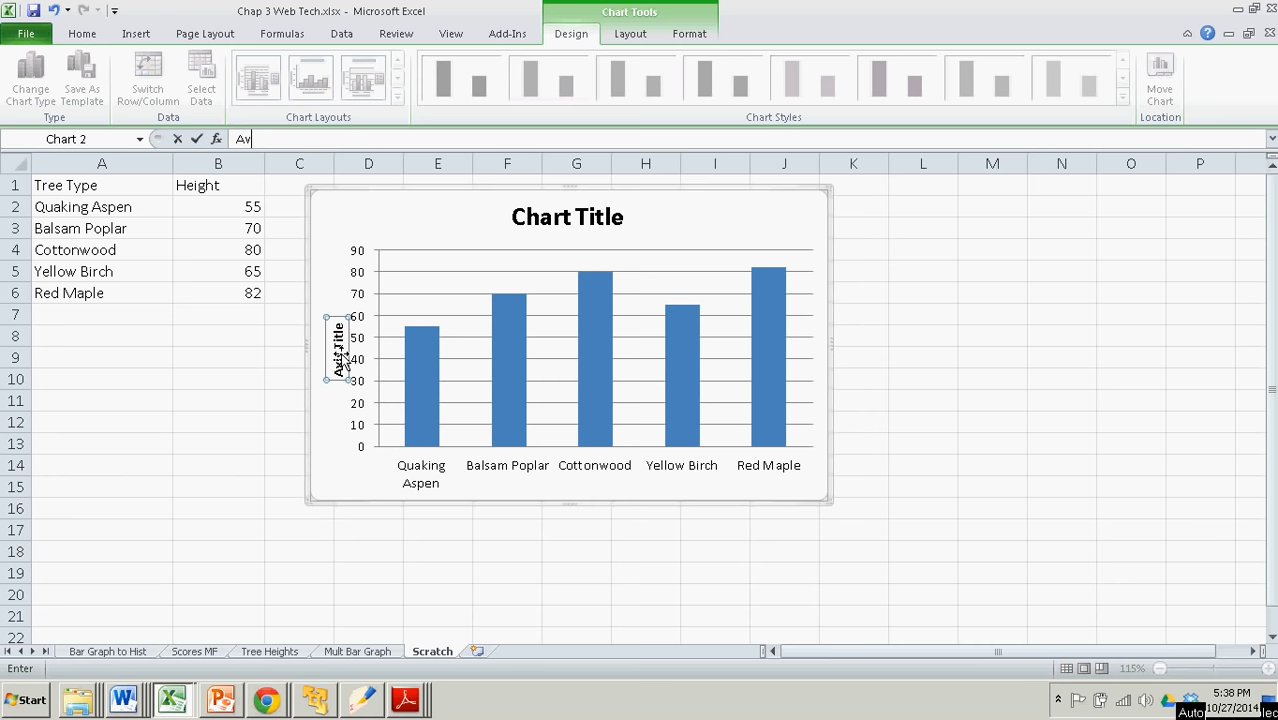 Chap 3 Web Tech.xlsx - Microsoft Excel
Chart Tools
File Home Insert Page Layout Formulas Data Review View Add-Ins Design Layout Format
Change Chart Type
Save As Template
Switch Row/Column
Select Data
Move Chart
Type Data Chart Layouts Chart Styles Location
Chart 2 fx Av
A B C D E F G H I J K L M N O P
1 Tree Type Height
2 Quaking Aspen 55
3 Balsam Poplar 70
4 Cottonwood 80
5 Yellow Birch 65
6 Red Maple 82
7
8
9
10
11
12
13
14
15
16
17
18
19
20
21
22
Chart Title
Axis Title
90
80
70
60
50
40
30
20
10
0
Quaking Aspen
Balsam Poplar
Cottonwood
Yellow Birch
Red Maple
Bar Graph to Hist Scores MF Tree Heights Mult Bar Graph Scratch
Enter 115%
Start 5:38 PM
10/27/2014
Auto